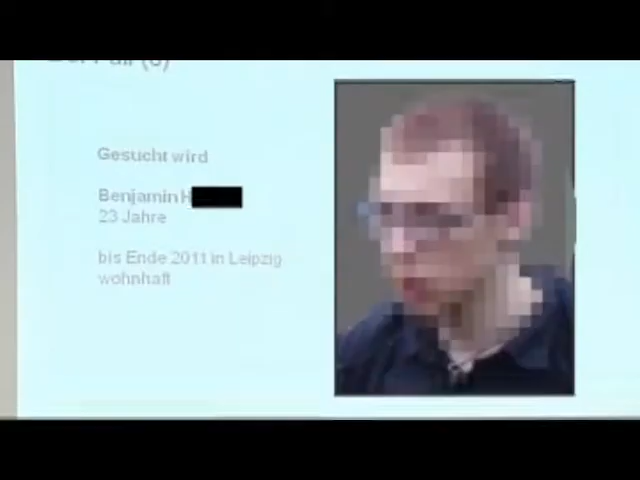 Gesucht wird
Benjamin H
23 Jahre
bis Ende 2011 in Leipzig
wohnhaft